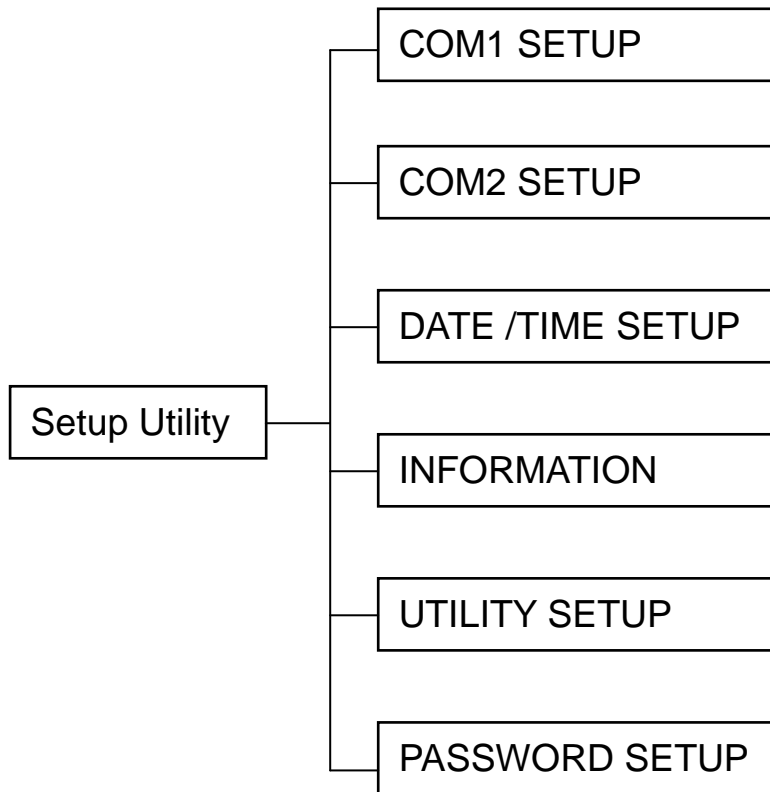 COM1 SETUP
COM2 SETUP
DATE /TIME SETUP
Setup Utility
INFORMATION
UTILITY SETUP
PASSWORD SETUP